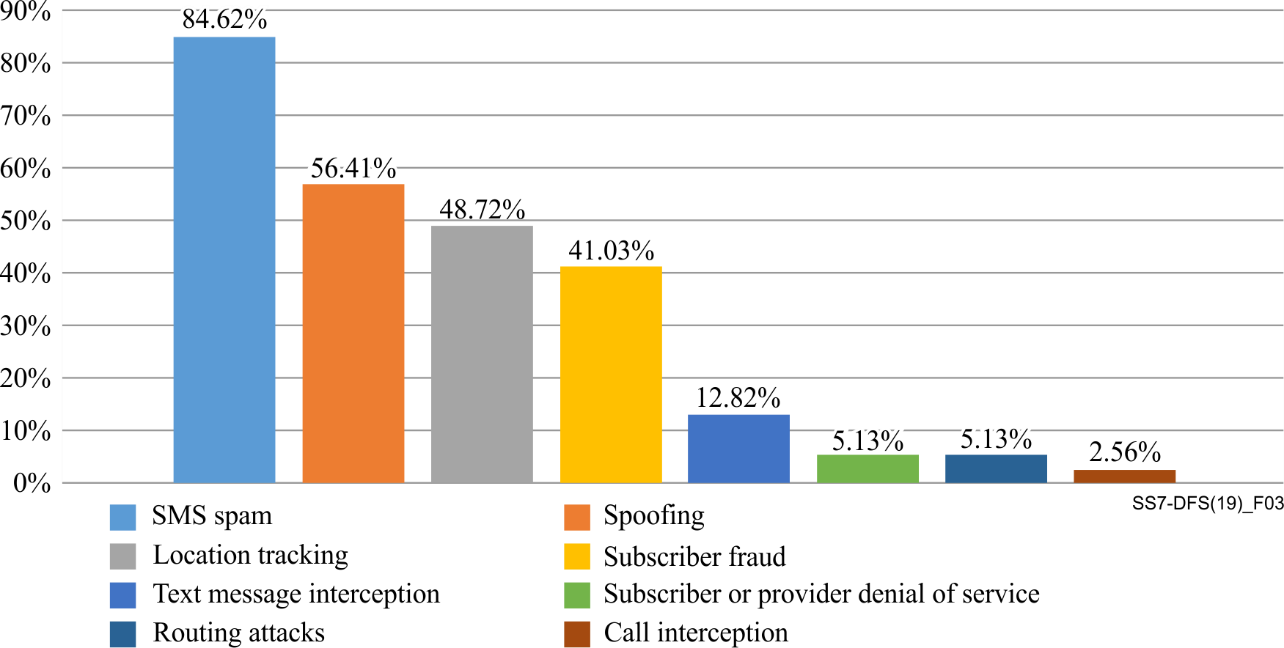 90%
84.62%
80%
70%
60%
56.41%
50%
48.72%
41.03%
40%
30%
20%
12.82%
10%
5.13%
5.13%
2.56%
0%
SS7-DFS(19)_F03
SMS spam
Spoofing
Location tracking
Subscriber fraud
Text message interception
Subscriber or provider denial of service
Routing attacks
Call interception